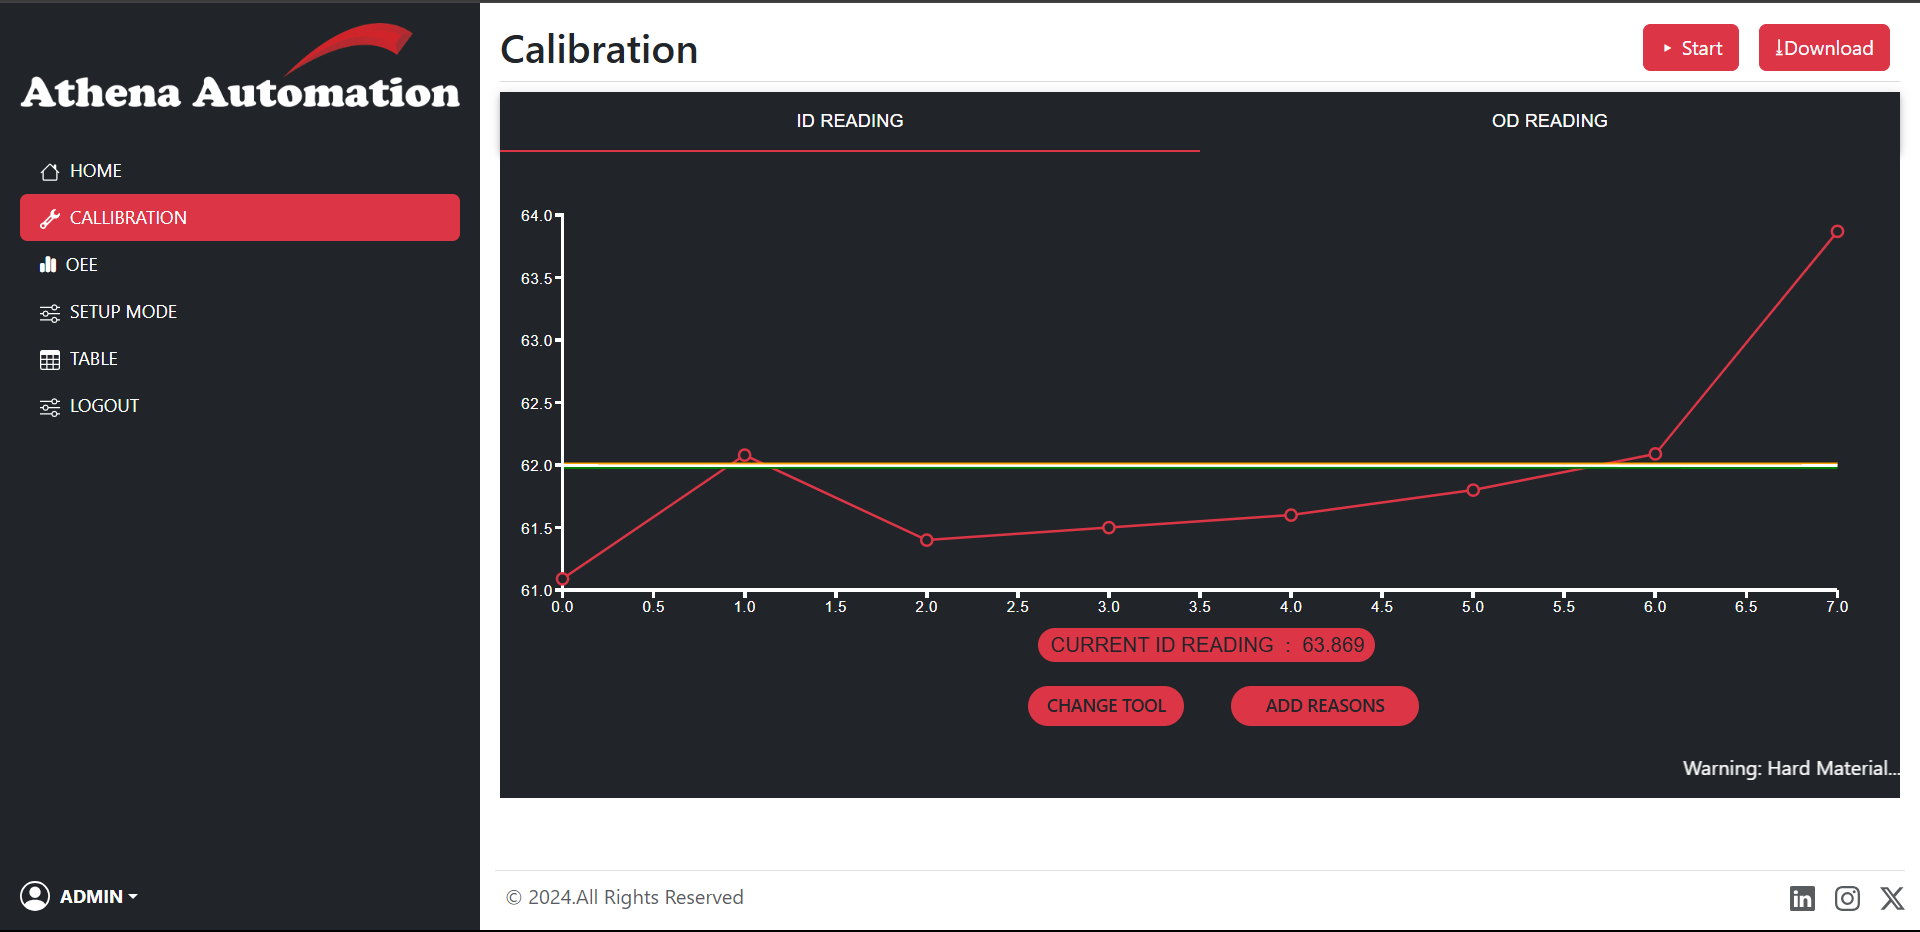 Athena Automation
HOME
CALLIBRATION
OEE
SETUP MODE
TABLE
LOGOUT
ADMIN
Calibration
Start
Download
ID READING
OD READING
64.0
63.5
63.0
62.5
62.0
61.5
61.0
0.0 0.5 1.0 1.5 2.0 2.5 3.0 3.5 4.0 4.5 5.0 5.5 6.0 6.5 7.0
CURRENT ID READING : 63.869
CHANGE TOOL
ADD REASONS
Warning: Hard Material...
© 2024.All Rights Reserved